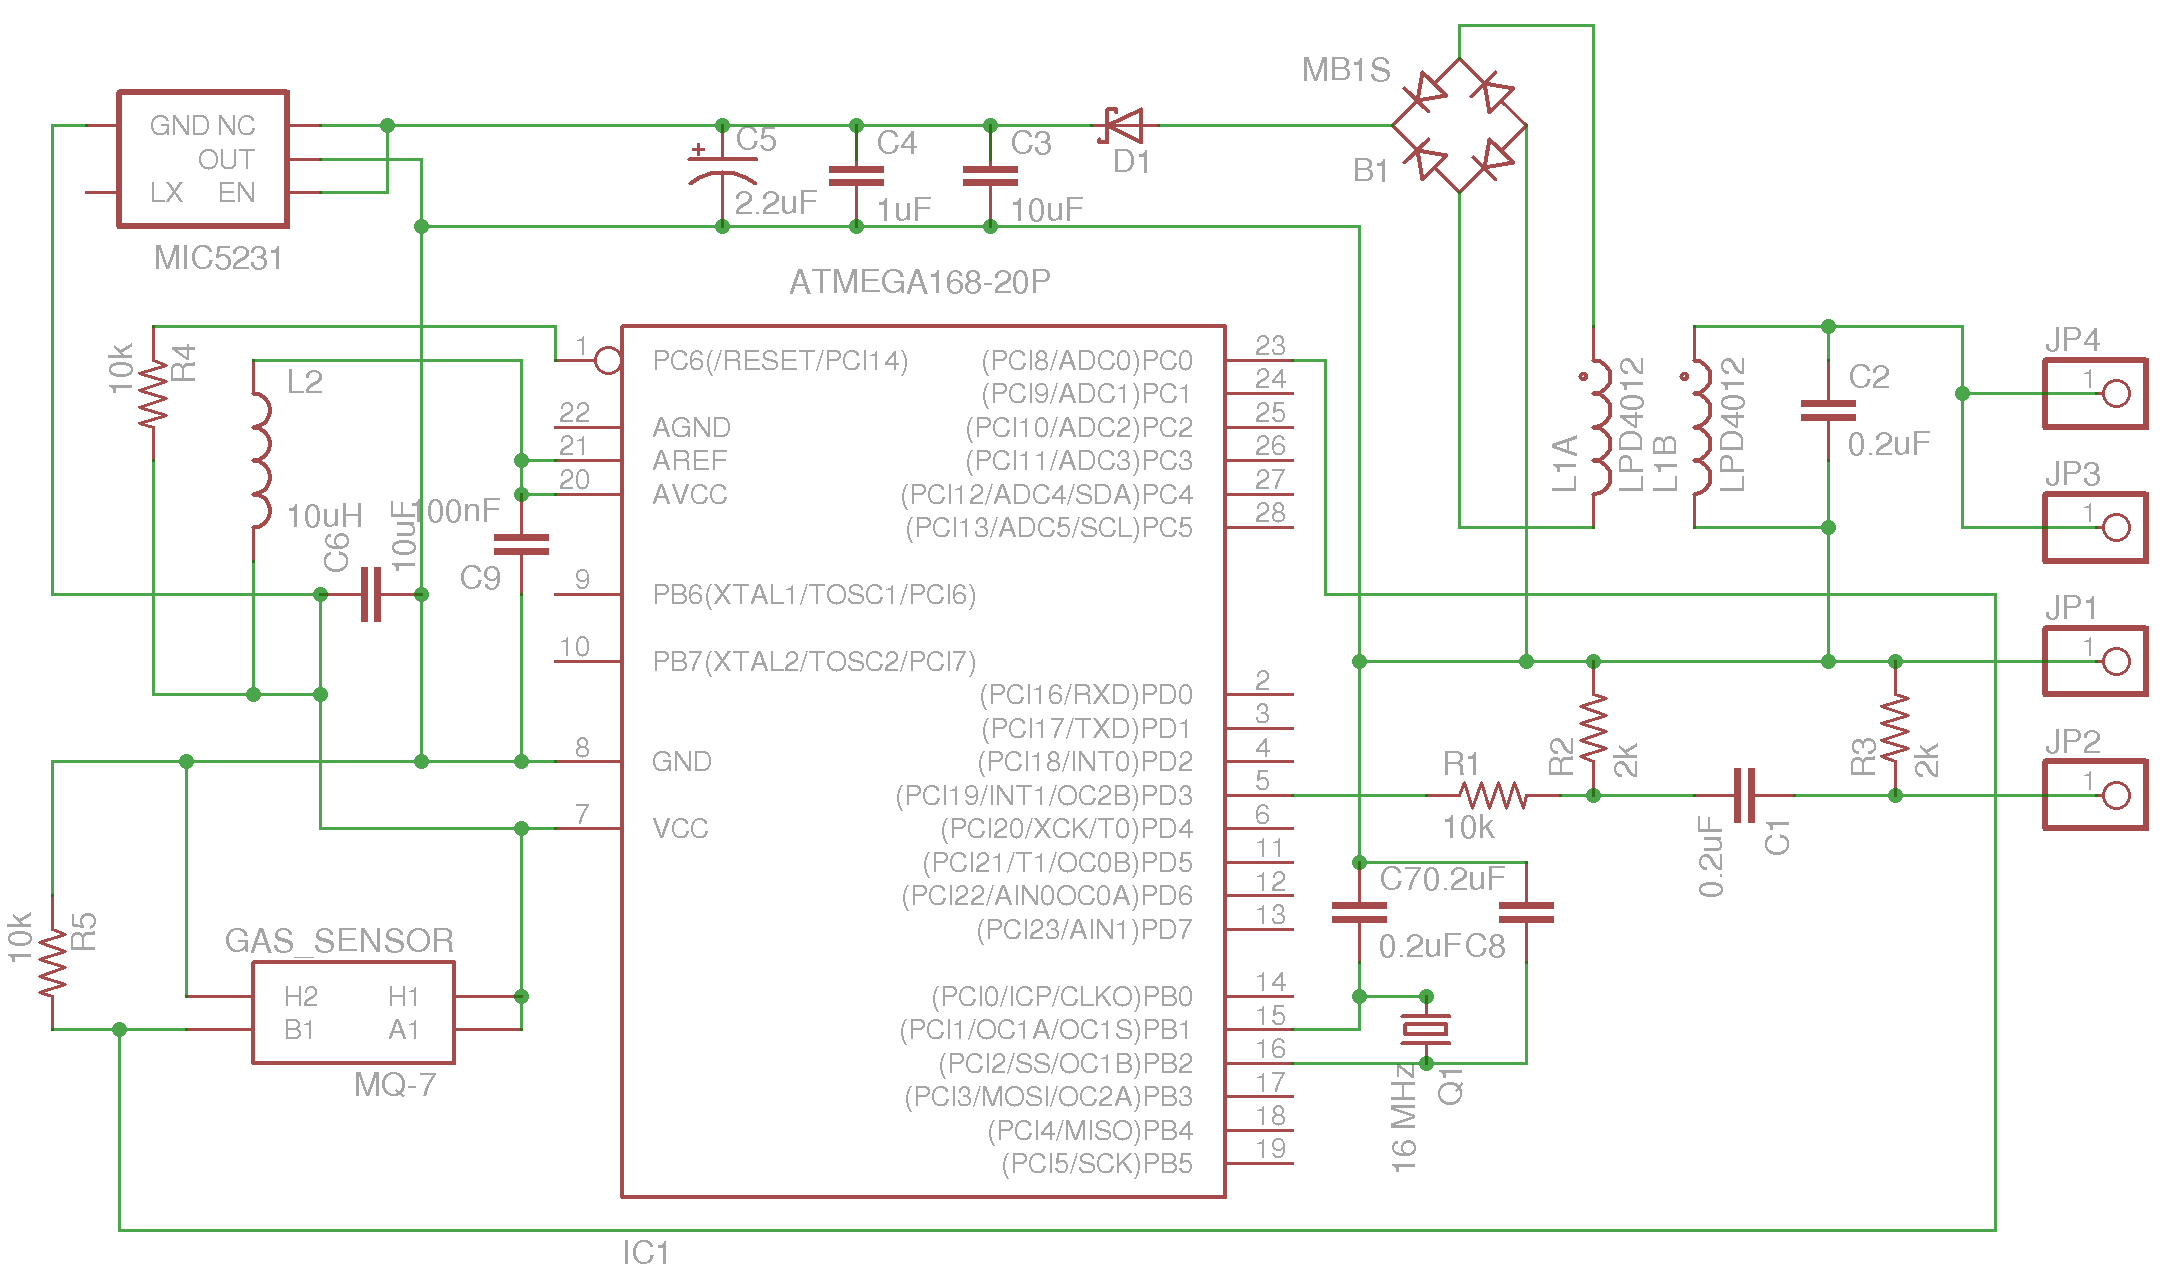 MB1S
B1
GND NC
OUT
LX EN
MIC5231
C5
2.2uF
C4
1uF
C3
10uF
D1
ATMEGA168-20P
10k
R4
L2
10uH
C6
10uF
100nF
C9
1
22
21
20
9
10
8
7
PC6(/RESET/PCI14)
AGND
AREF
AVCC
PB6(XTAL1/TOSC1/PCI6)
PB7(XTAL2/TOSC2/PCI7)
GND
VCC
(PCI8/ADC0)PC0
(PCI9/ADC1)PC1
(PCI10/ADC2)PC2
(PCI11/ADC3)PC3
(PCI12/ADC4/SDA)PC4
(PCI13/ADC5/SCL)PC5
(PCI16/RXD)PD0
(PCI17/TXD)PD1
(PCI18/INT0)PD2
(PCI19/INT1/OC2B)PD3
(PCI20/XCK/T0)PD4
(PCI21/T1/OC0B)PD5
(PCI22/AIN0OC0A)PD6
(PCI23/AIN1)PD7
(PCI0/ICP/CLKO)PB0
(PCI1/OC1A/OC1S)PB1
(PCI2/SS/OC1B)PB2
(PCI3/MOSI/OC2A)PB3
(PCI4/MISO)PB4
(PCI5/SCK)PB5
23
24
25
26
27
28
2
3
4
5
6
11
12
13
14
15
16
17
18
19
L1A
LPD4012
L1B
LPD4012
C2
0.2uF
JP4
1
JP3
1
JP1
1
JP2
1
R1
10k
R2
2k
R3
2k
0.2uF
C1
C70.2uF
0.2uFC8
16 MHz
Q1
10k
R5
GAS_SENSOR
H2 H1
B1 A1
MQ-7
IC1